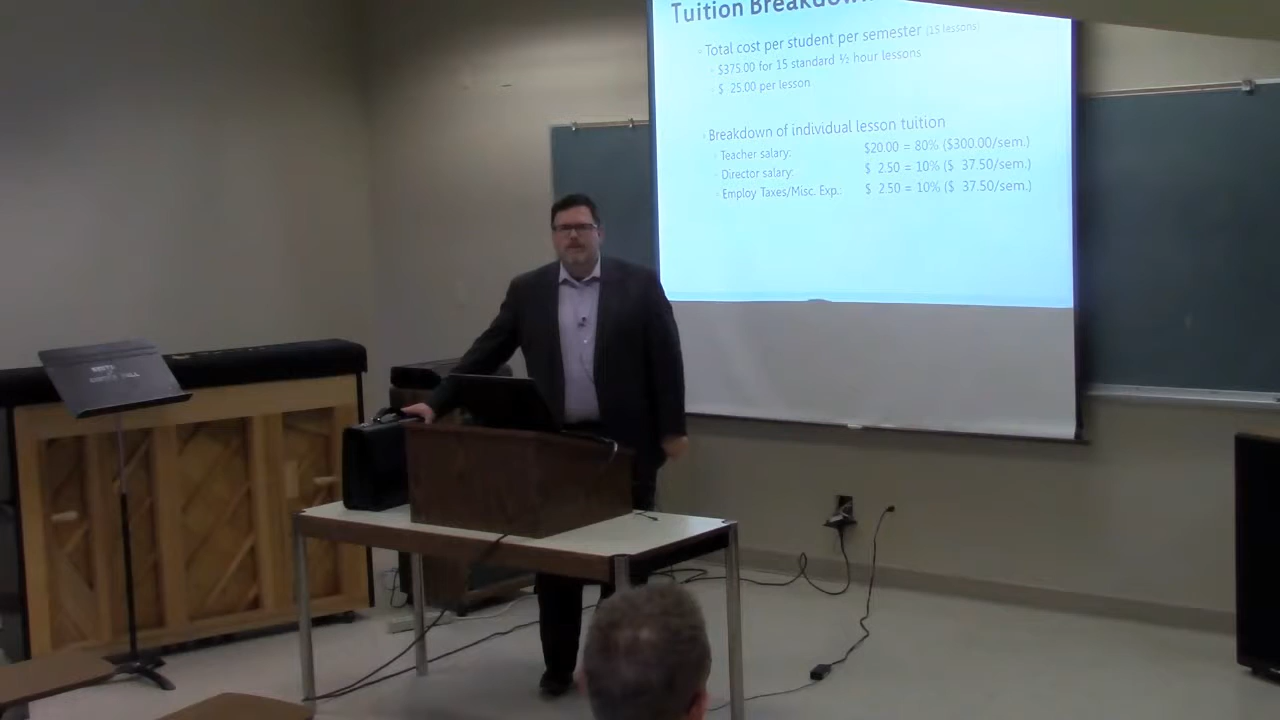 Tuition Breakdown
Total cost per student per semester (15 lessons)
$375.00 for 15 standard ½ hour lessons
$ 25.00 per lesson
Breakdown of individual lesson tuition
Teacher salary: $20.00 = 80% ($300.00/sem.)
Director salary: $ 2.50 = 10% ($ 37.50/sem.)
Employ Taxes/Misc. Exp.: $ 2.50 = 10% ($ 37.50/sem.)